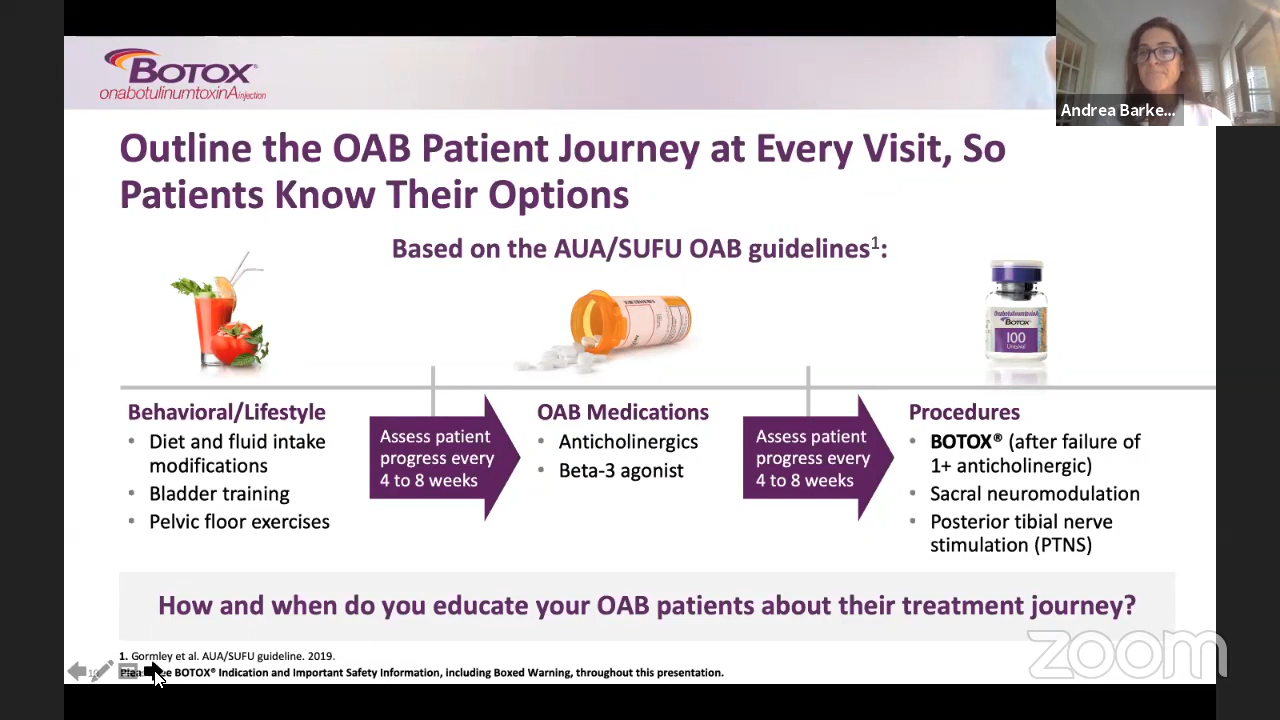 BOTOX®
onabotulinumtoxinA injection
Andrea Barke...
Outline the OAB Patient Journey at Every Visit, So
Patients Know Their Options
Based on the AUA/SUFU OAB guidelines1:
OnabotulinumtoxinA
BOTOX
100
Behavioral/Lifestyle
• Diet and fluid intake
modifications
• Bladder training
• Pelvic floor exercises
Assess patient
progress every
4 to 8 weeks
OAB Medications
• Anticholinergics
• Beta-3 agonist
Assess patient
progress every
4 to 8 weeks
Procedures
• BOTOX® (after failure of
1+ anticholinergic)
• Sacral neuromodulation
• Posterior tibial nerve
stimulation (PTNS)
How and when do you educate your OAB patients about their treatment journey?
zoom
1. Gormley et al. AUA/SUFU guideline. 2019.
BOTOX® Indication and Important Safety Information, including Boxed Warning, throughout this presentation.